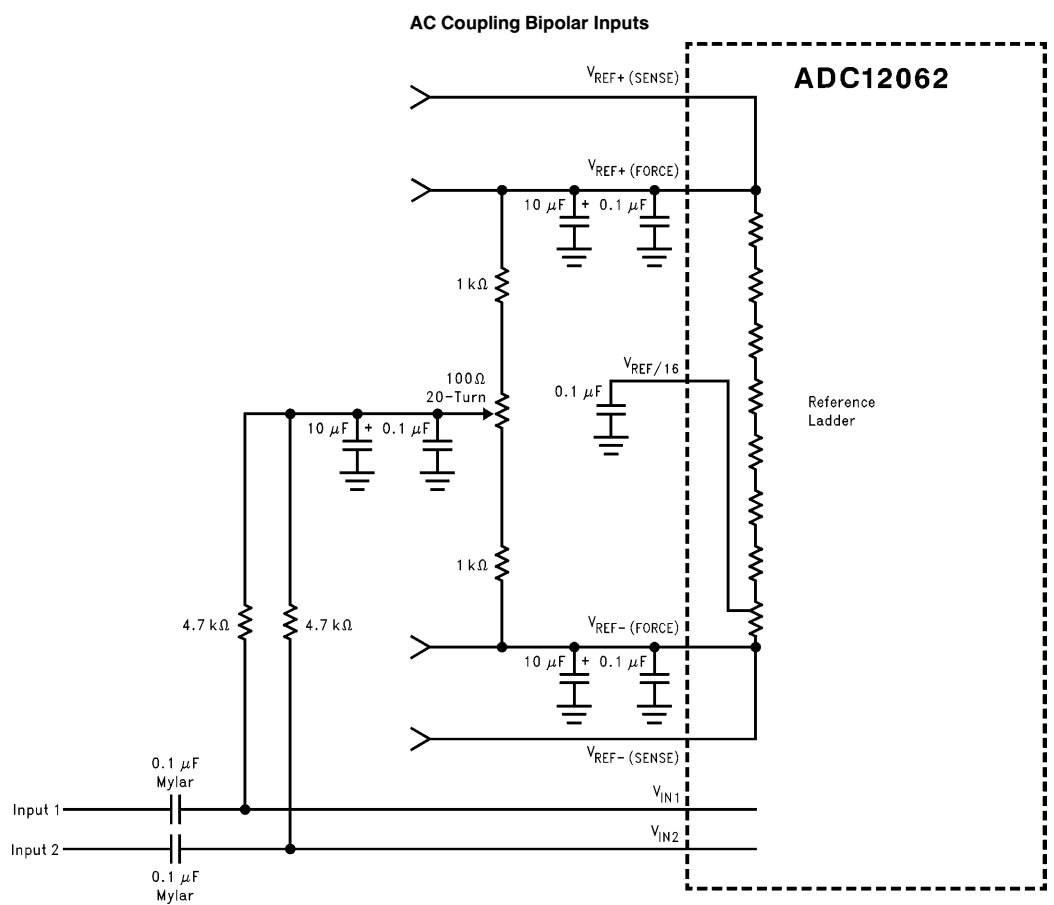 AC Coupling Bipolar Inputs
ADC12062
VREF+ (SENSE)
VREF+ (FORCE)
10 μF + 0.1 μF
1 kΩ
VREF/16
0.1 μF
100Ω
20-Turn
Reference
Ladder
10 μF + 0.1 μF
1 kΩ
4.7 kΩ
4.7 kΩ
VREF− (FORCE)
10 μF + 0.1 μF
VREF− (SENSE)
0.1 μF
Mylar
Input 1
VIN1
Input 2
VIN2
0.1 μF
Mylar